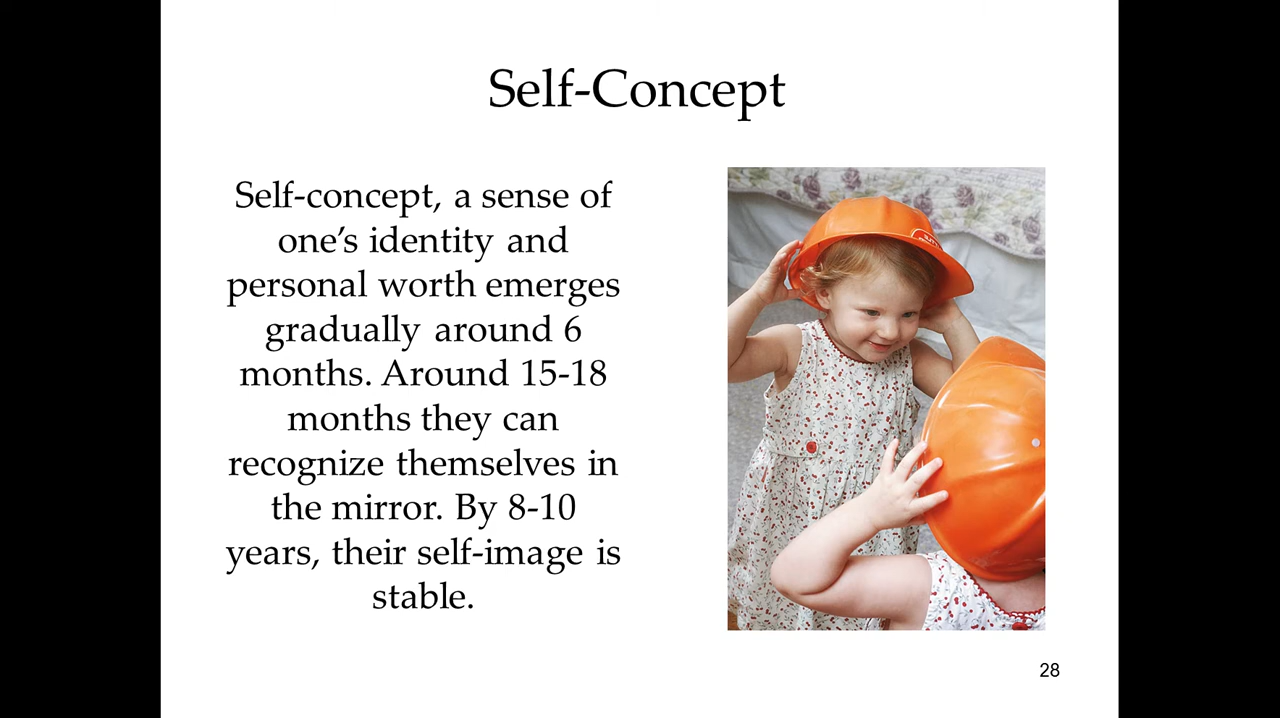 Self-Concept
Self-concept, a sense of
one’s identity and
personal worth emerges
gradually around 6
months. Around 15-18
months they can
recognize themselves in
the mirror. By 8-10
years, their self-image is
stable.
28